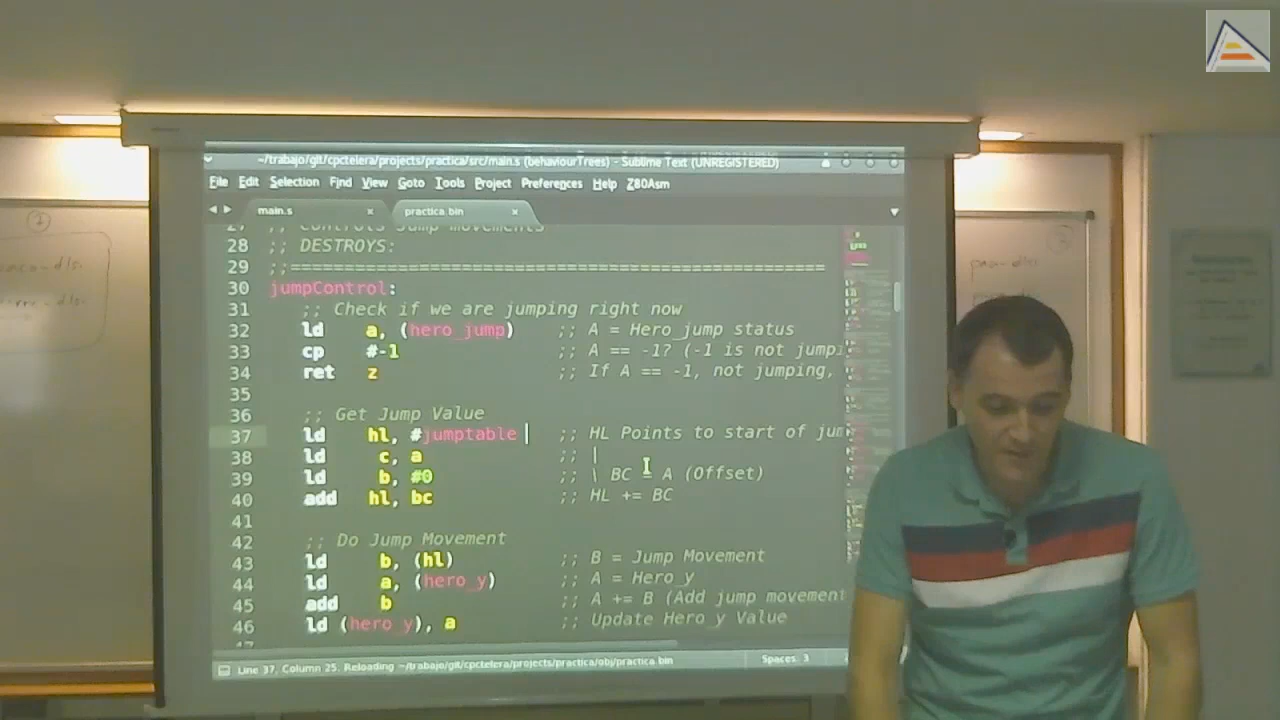 ~/trabajo/git/cpctelera/projects/practica/src/main.s (behaviourTrees) - Sublime Text (UNREGISTERED)
File Edit Selection Find View Goto Tools Project Preferences Help Z80Asm
main.s × practica.bin ×
27 ;; Controls Jump movements
28 ;; DESTROYS:
29 ;;==================================================
30 jumpControl:
31 ;; Check if we are jumping right now
32 ld a, (hero_jump) ;; A = Hero_jump status
33 cp #-1 ;; A == -1? (-1 is not jumpi
34 ret z ;; If A == -1, not jumping,
35
36 ;; Get Jump Value
37 ld hl, #jumptable ;; HL Points to start of jum
38 ld c, a ;; |
39 ld b, #0 ;; \ BC = A (Offset)
40 add hl, bc ;; HL += BC
41
42 ;; Do Jump Movement
43 ld b, (hl) ;; B = Jump Movement
44 ld a, (hero_y) ;; A = Hero_y
45 add b ;; A += B (Add jump movement
46 ld (hero_y), a ;; Update Hero_y Value
Line 37, Column 25, Reloading ~/trabajo/git/cpctelera/projects/practica/obj/practica.bin Spaces: 3